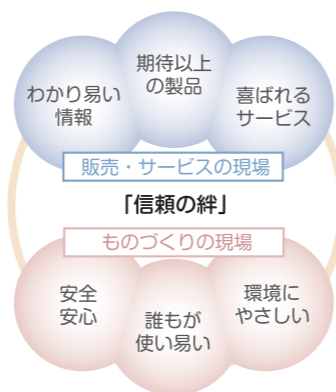 わかり易い
情報
期待以上
の製品
喜ばれる
サービス
販売・サービスの現場
「信頼の絆」
ものづくりの現場
安全
安心
誰もが
使い易い
環境に
やさしい